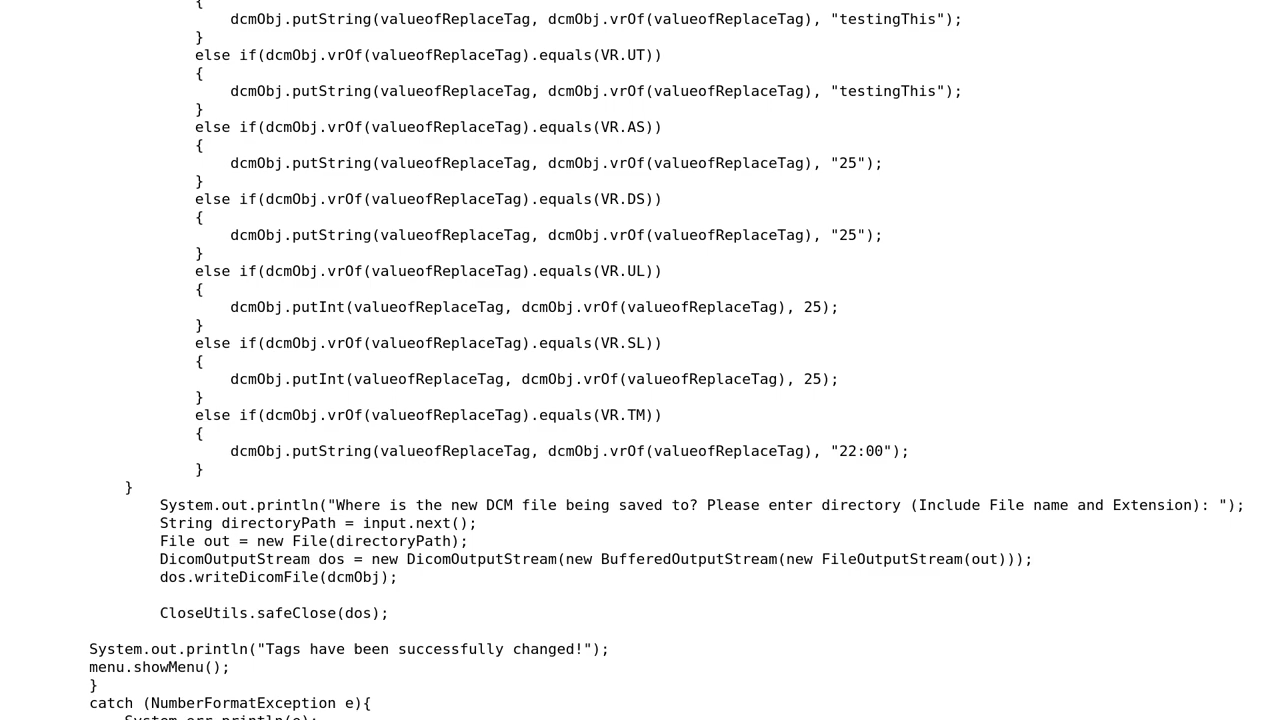 {
dcmObj.putString(valueofReplaceTag, dcmObj.vrOf(valueofReplaceTag), "testingThis");
}
else if(dcmObj.vrOf(valueofReplaceTag).equals(VR.UT))
{
dcmObj.putString(valueofReplaceTag, dcmObj.vrOf(valueofReplaceTag), "testingThis");
}
else if(dcmObj.vrOf(valueofReplaceTag).equals(VR.AS))
{
dcmObj.putString(valueofReplaceTag, dcmObj.vrOf(valueofReplaceTag), "25");
}
else if(dcmObj.vrOf(valueofReplaceTag).equals(VR.DS))
{
dcmObj.putString(valueofReplaceTag, dcmObj.vrOf(valueofReplaceTag), "25");
}
else if(dcmObj.vrOf(valueofReplaceTag).equals(VR.UL))
{
dcmObj.putInt(valueofReplaceTag, dcmObj.vrOf(valueofReplaceTag), 25);
}
else if(dcmObj.vrOf(valueofReplaceTag).equals(VR.SL))
{
dcmObj.putInt(valueofReplaceTag, dcmObj.vrOf(valueofReplaceTag), 25);
}
else if(dcmObj.vrOf(valueofReplaceTag).equals(VR.TM))
{
dcmObj.putString(valueofReplaceTag, dcmObj.vrOf(valueofReplaceTag), "22:00");
}
}
System.out.println("Where is the new DCM file being saved to? Please enter directory (Include File name and Extension): ");
String directoryPath = input.next();
File out = new File(directoryPath);
DicomOutputStream dos = new DicomOutputStream(new BufferedOutputStream(new FileOutputStream(out)));
dos.writeDicomFile(dcmObj);
CloseUtils.safeClose(dos);
System.out.println("Tags have been successfully changed!");
menu.showMenu();
}
catch (NumberFormatException e){
System.err.println(e);